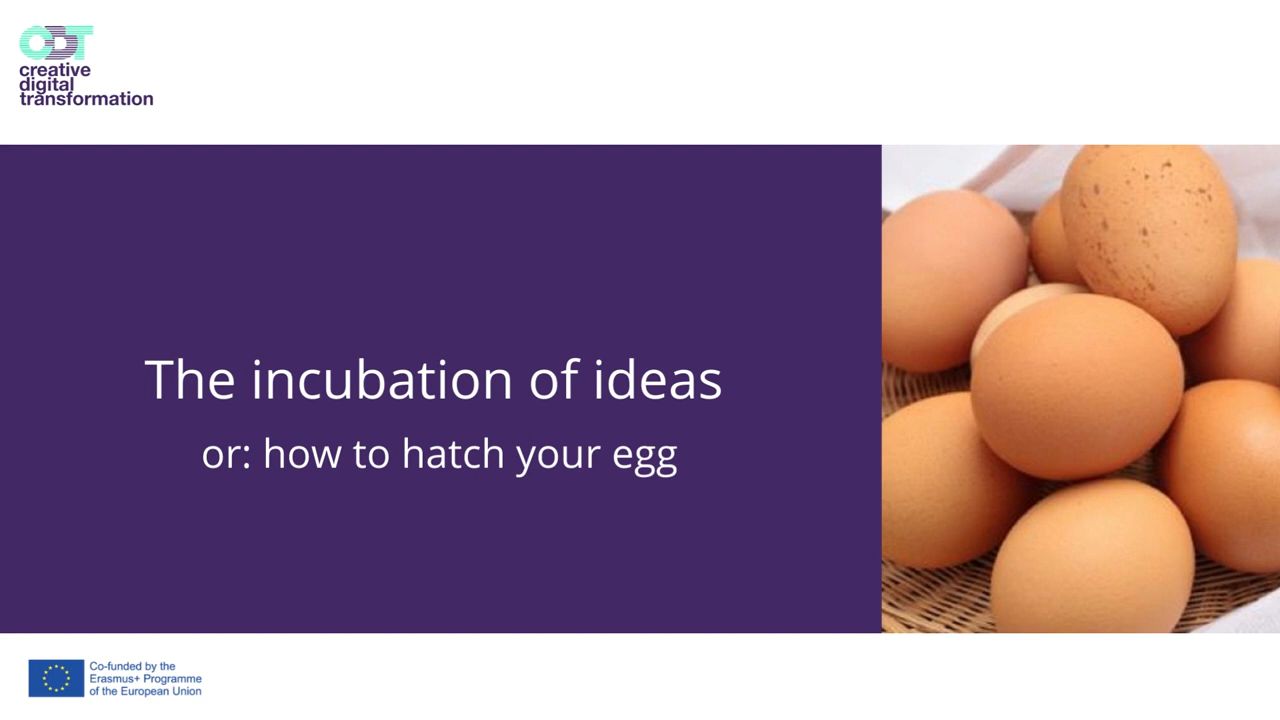 CDT
creative
digital
transformation
The incubation of ideas
or: how to hatch your egg
Co-funded by the
Erasmus+ Programme
of the European Union